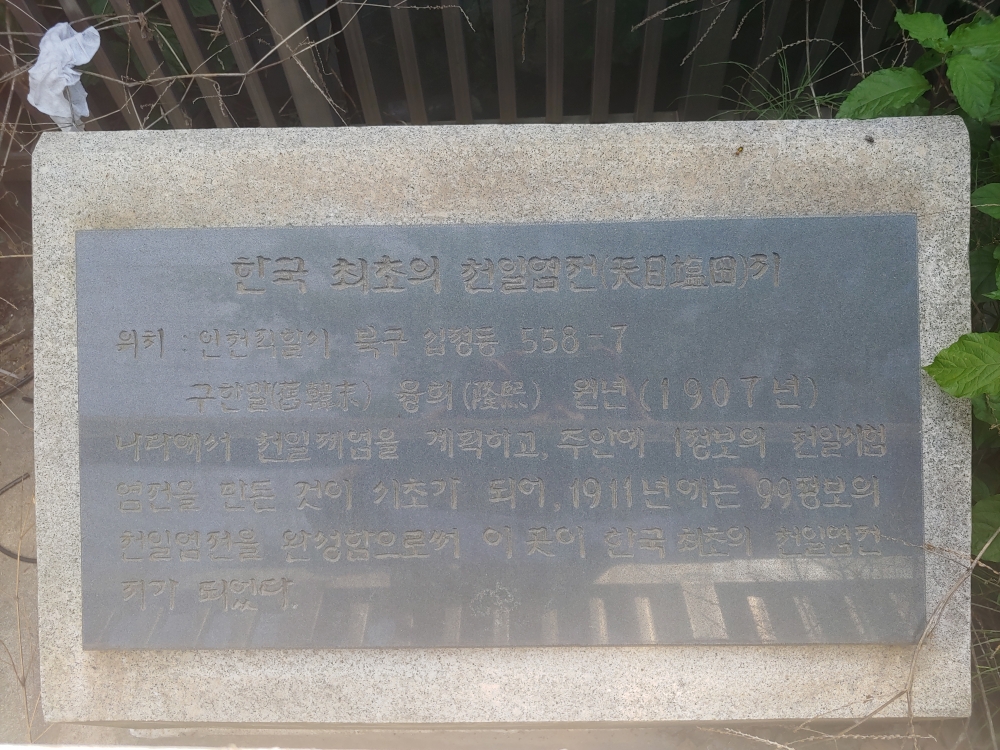 한국 최초의 천일염전(天日塩田)지
위치 : 인천직할시 북구 십정동 558-7
구한말(舊韓末) 융희(隆熙) 원년(1907년)
나라에서 천일제염을 계획하고, 주안에 1정보의 천일시험
염전을 만든 것이 시초가 되어, 1911년에는 99정보의
천일염전을 완성함으로써 이 곳이 한국 최초의 천일염전
지가 되었다.